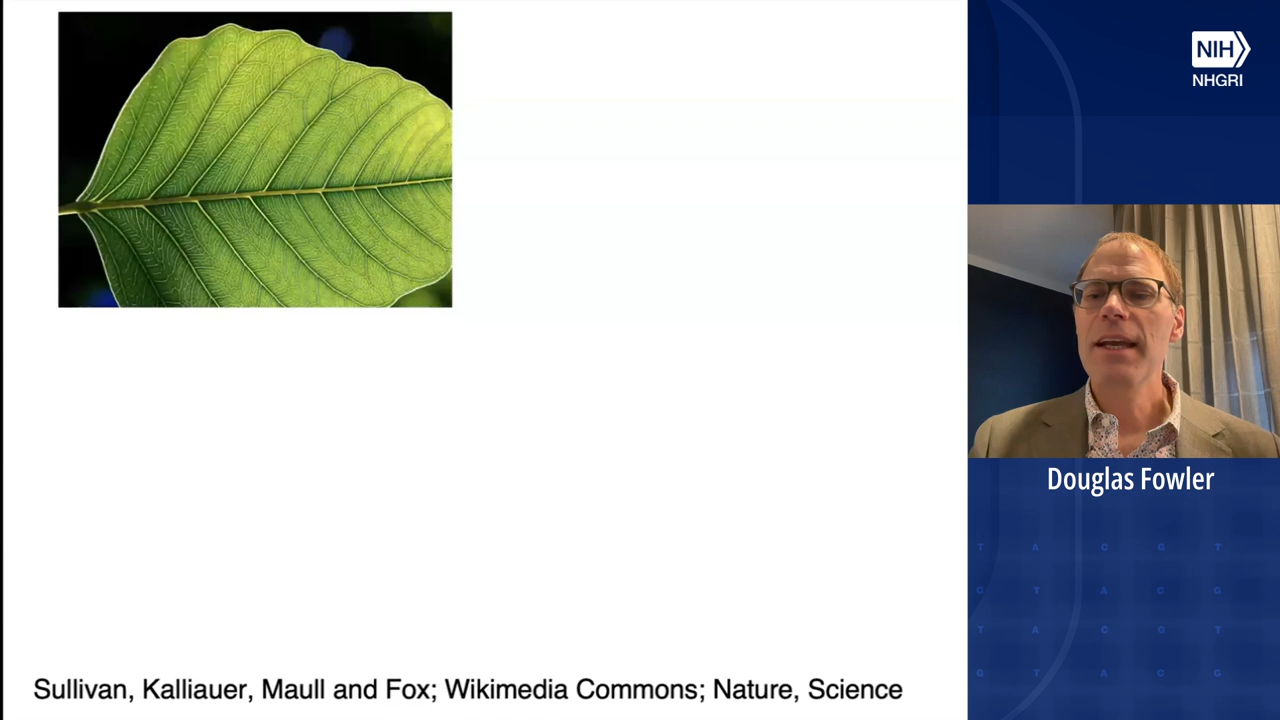 NIH
NHGRI
Douglas Fowler
T A C G T
G T A C G
T A C G T
G T A C G
Sullivan, Kalliauer, Maull and Fox; Wikimedia Commons; Nature, Science